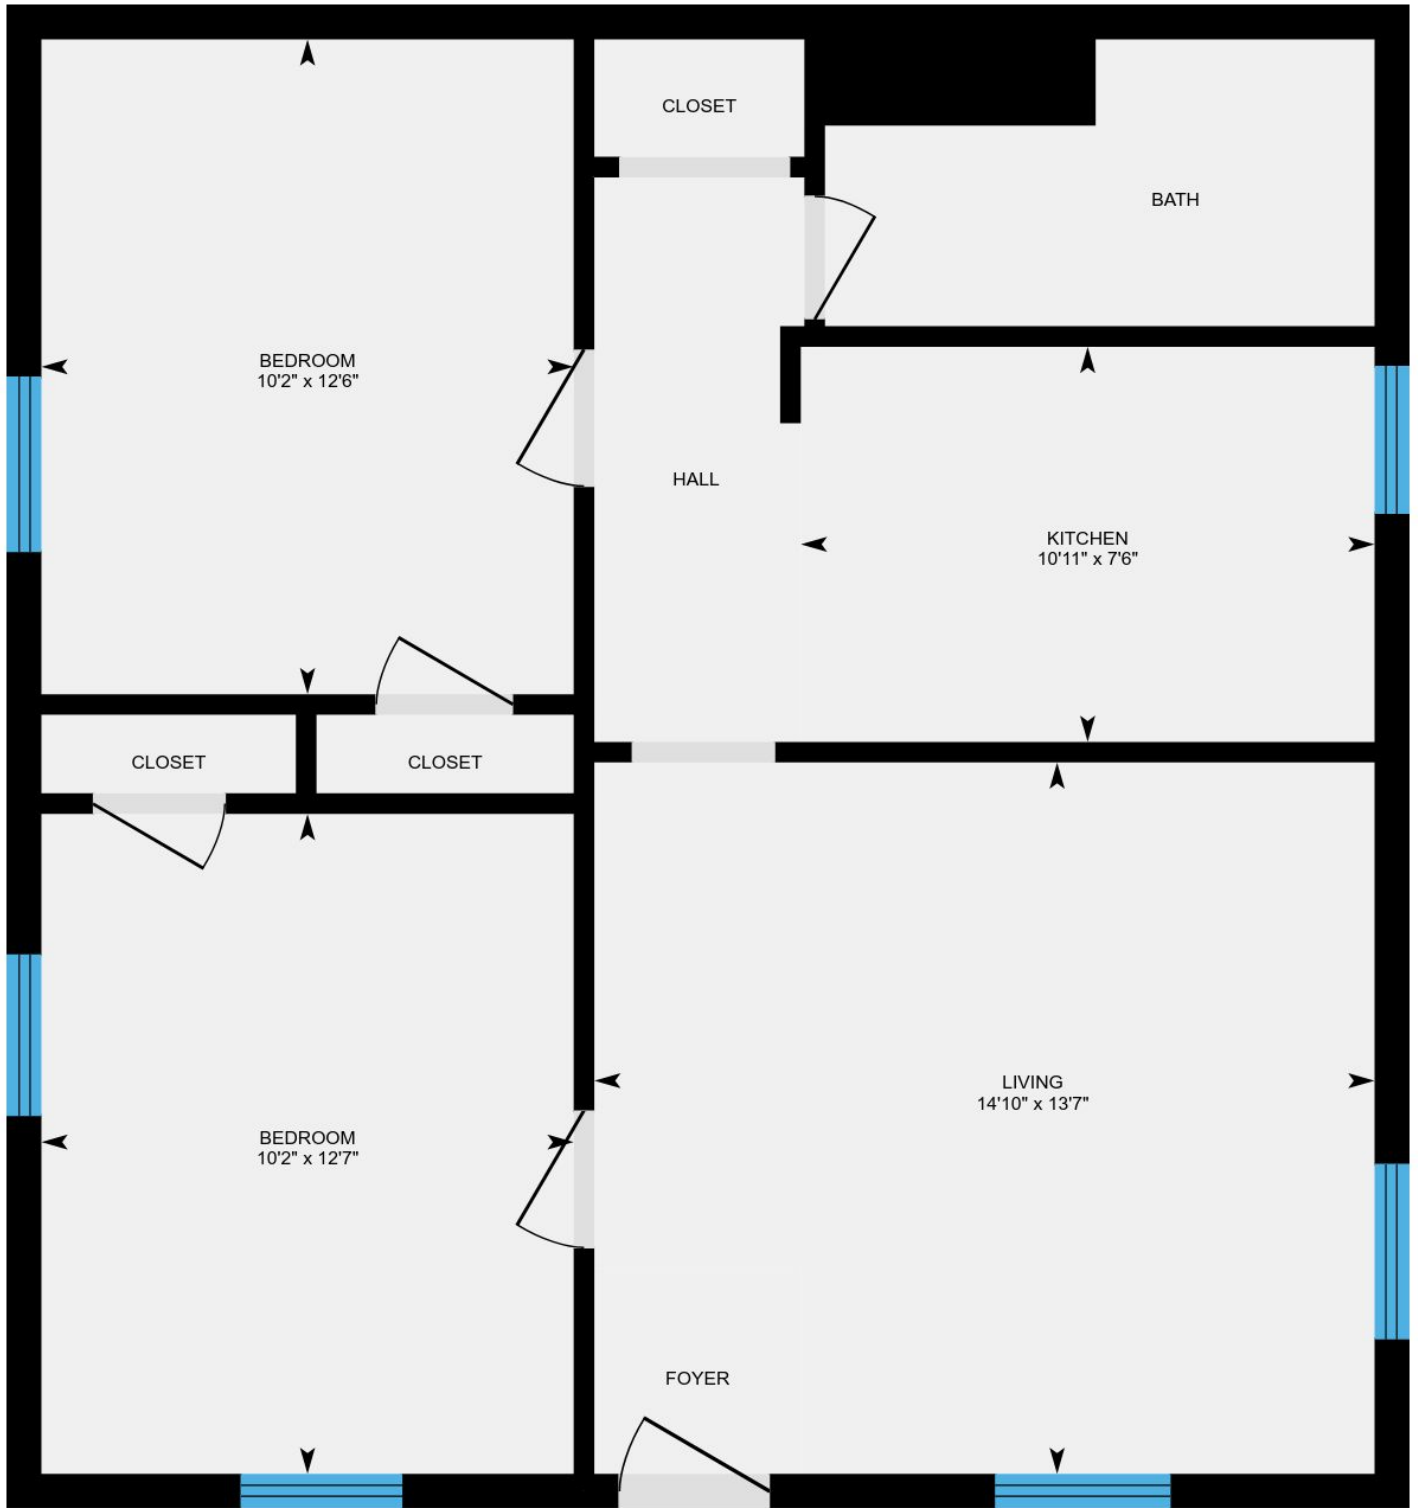 CLOSET
BATH
BEDROOM
10'2" x 12'6"
HALL
KITCHEN
10'11" x 7'6"
CLOSET
CLOSET
LIVING
14'10" x 13'7"
BEDROOM
10'2" x 12'7"
FOYER